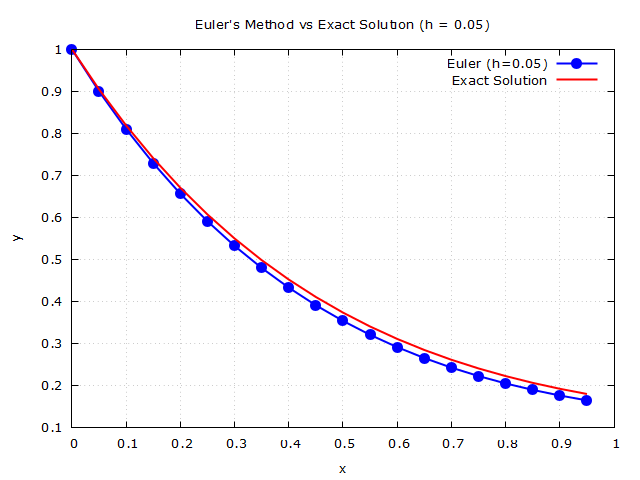 Euler's Method vs Exact Solution (h = 0.05)
Euler (h=0.05)
Exact Solution
1
0.9
0.8
0.7
0.6
0.5
0.4
0.3
0.2
0.1
y
0 0.1 0.2 0.3 0.4 0.5 0.6 0.7 0.8 0.9 1
x